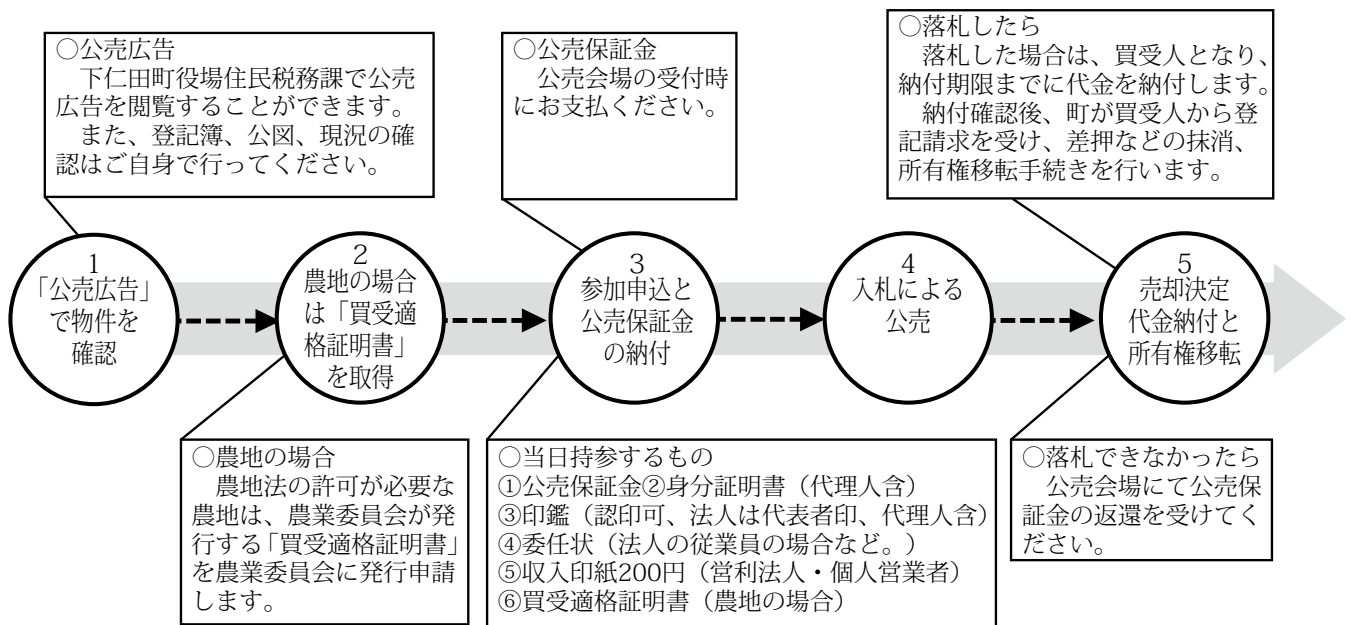 ○公売広告
　下仁田町役場住民税務課で公売
広告を閲覧することができます。
　また、登記簿、公図、現況の確
認はご自身で行ってください。
○公売保証金
　公売会場の受付時
にお支払ください。
○落札したら
　落札した場合は、買受人となり、
納付期限までに代金を納付します。
　納付確認後、町が買受人から登
記請求を受け、差押などの抹消、
所有権移転手続きを行います。
1
「公売広告」
で物件を
確認
2
農地の場合
は「買受適
格証明書」
を取得
3
参加申込と
公売保証金
の納付
4
入札による
公売
5
売却決定
代金納付と
所有権移転
○農地の場合
　農地法の許可が必要な
農地は、農業委員会が発
行する「買受適格証明書」
を農業委員会に発行申請
します。
○当日持参するもの
①公売保証金②身分証明書（代理人含）
③印鑑（認印可、法人は代表者印、代理人含）
④委任状（法人の従業員の場合など。）
⑤収入印紙200円（営利法人・個人営業者）
⑥買受適格証明書（農地の場合）
○落札できなかったら
　公売会場にて公売保
証金の返還を受けてく
ださい。